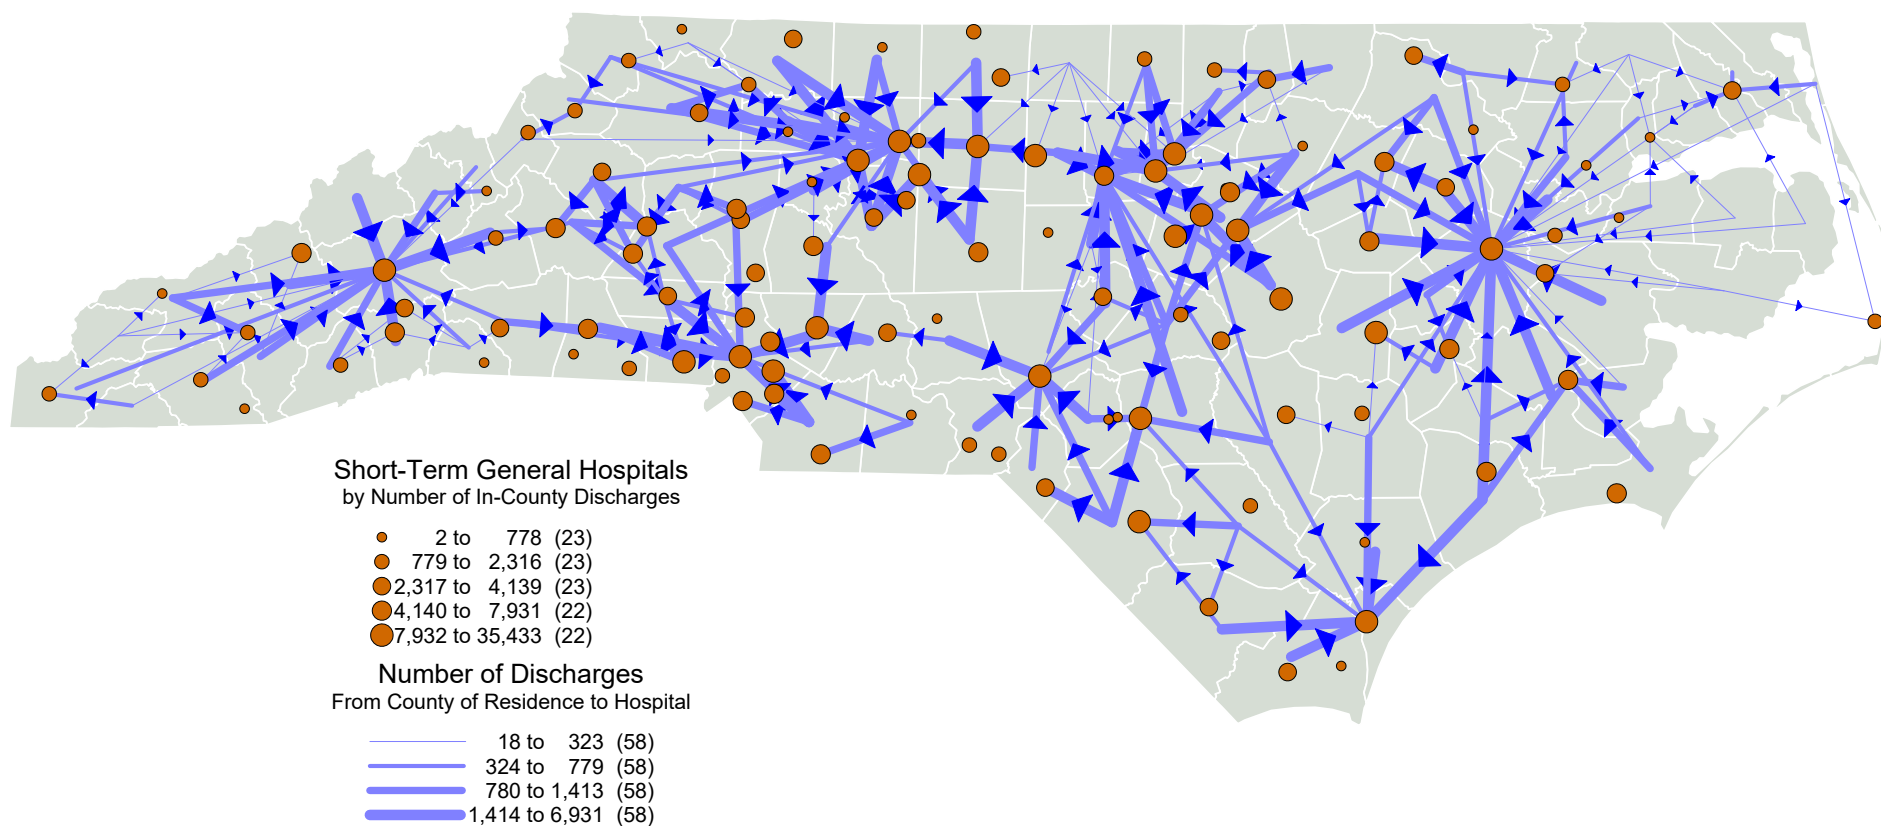 Short-Term General Hospitals
by Number of In-County Discharges
2 to 778 (23)
779 to 2,316 (23)
2,317 to 4,139 (23)
4,140 to 7,931 (22)
7,932 to 35,433 (22)
Number of Discharges
From County of Residence to Hospital
18 to 323 (58)
324 to 779 (58)
780 to 1,413 (58)
1,414 to 6,931 (58)